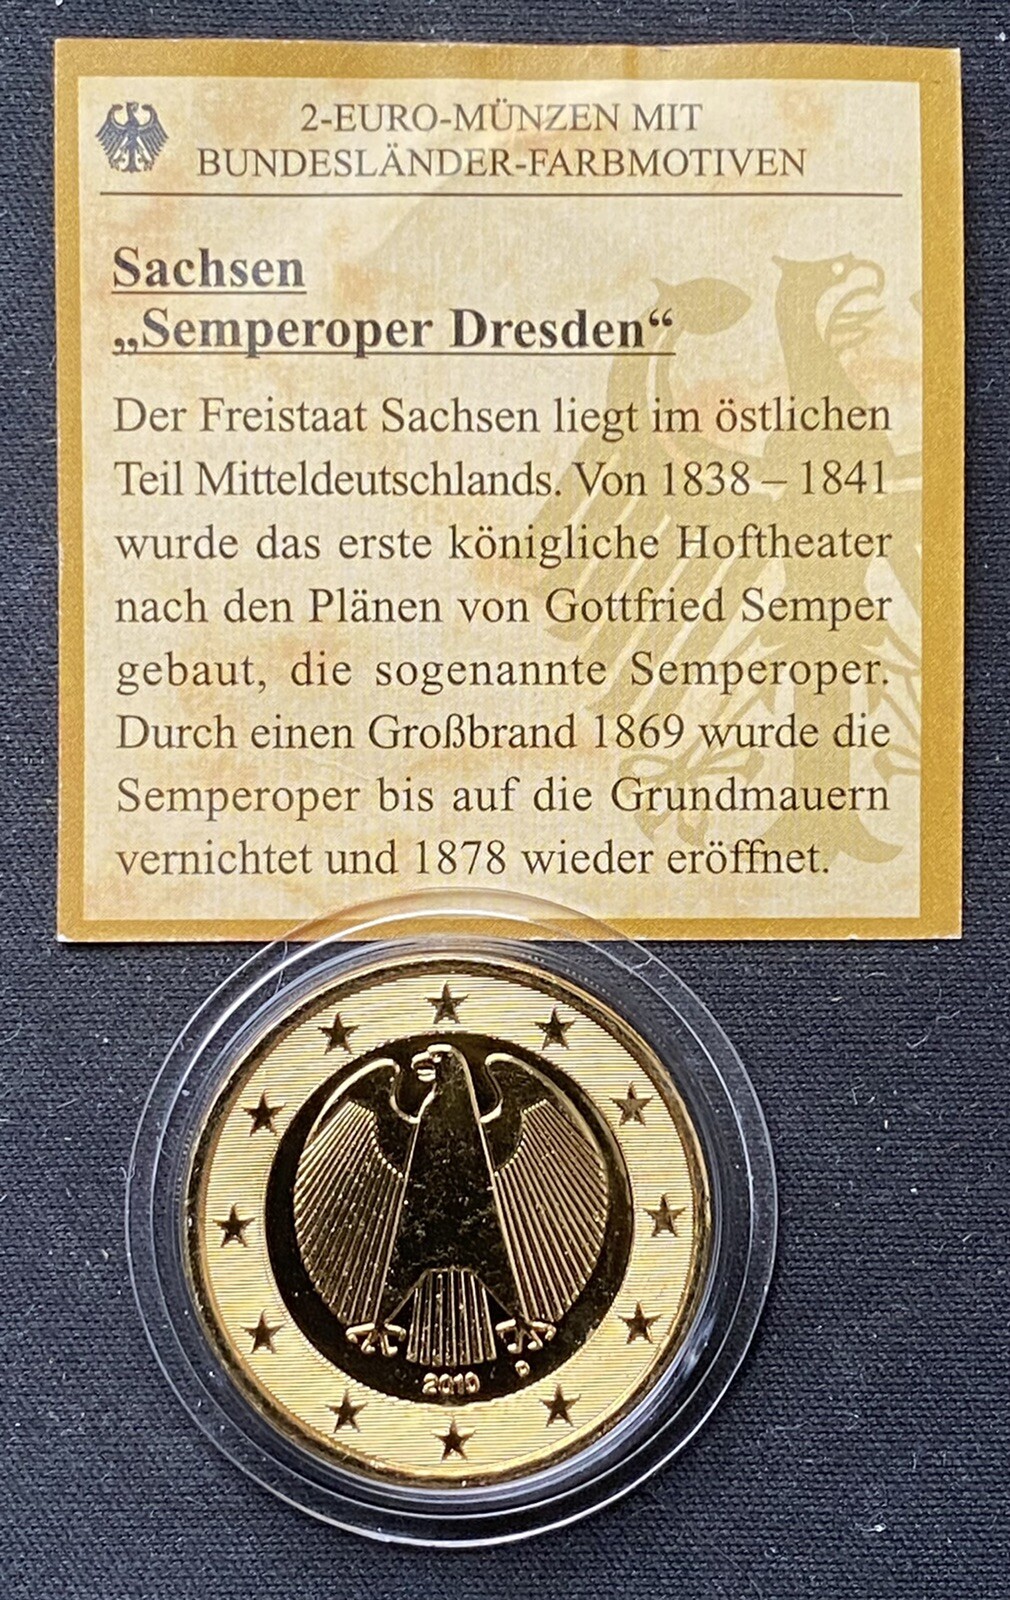 2-EURO-MÜNZEN MIT
BUNDESLÄNDER-FARBMOTIVEN
Sachsen
„Semperoper Dresden“
Der Freistaat Sachsen liegt im östlichen
Teil Mitteldeutschlands. Von 1838 – 1841
wurde das erste königliche Hoftheater
nach den Plänen von Gottfried Semper
gebaut, die sogenannte Semperoper.
Durch einen Großbrand 1869 wurde die
Semperoper bis auf die Grundmauern
vernichtet und 1878 wieder eröffnet.
2010
D